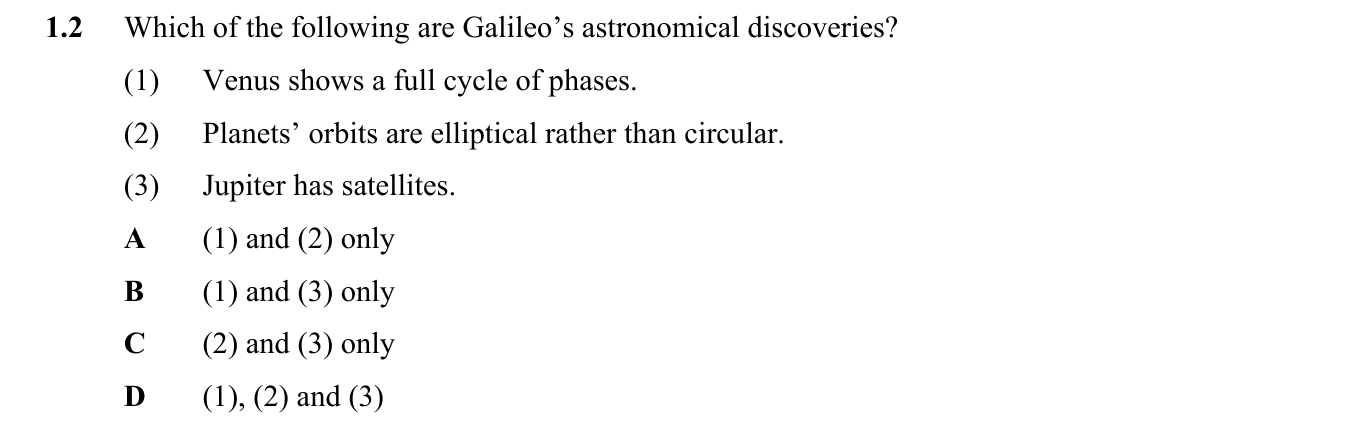 1.2 Which of the following are Galileo’s astronomical discoveries?
(1) Venus shows a full cycle of phases.
(2) Planets’ orbits are elliptical rather than circular.
(3) Jupiter has satellites.
A (1) and (2) only
B (1) and (3) only
C (2) and (3) only
D (1), (2) and (3)